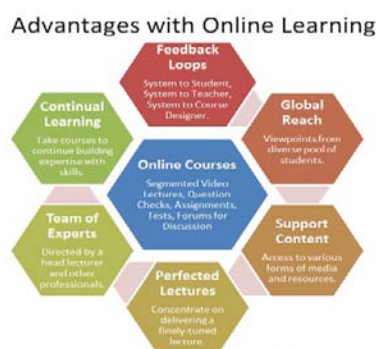 Advantages with Online Learning
Feedback
Loops
System to Student,
System to Teacher,
System to Course
Designer.
Global
Reach
Viewpoints from
diverse pool of
students.
Support
Content
Access to various
forms of media
and resources.
Perfected
Lectures
Concentrate on
delivering a
finely-tuned
lecture.
Team of
Experts
Directed by a
head lecturer
and other
professionals.
Continual
Learning
Take courses to
continue building
expertise with
skills.
Online Courses
Segmented Video
Lectures, Question
Checks, Assignments,
Tests, Forums for
Discussion